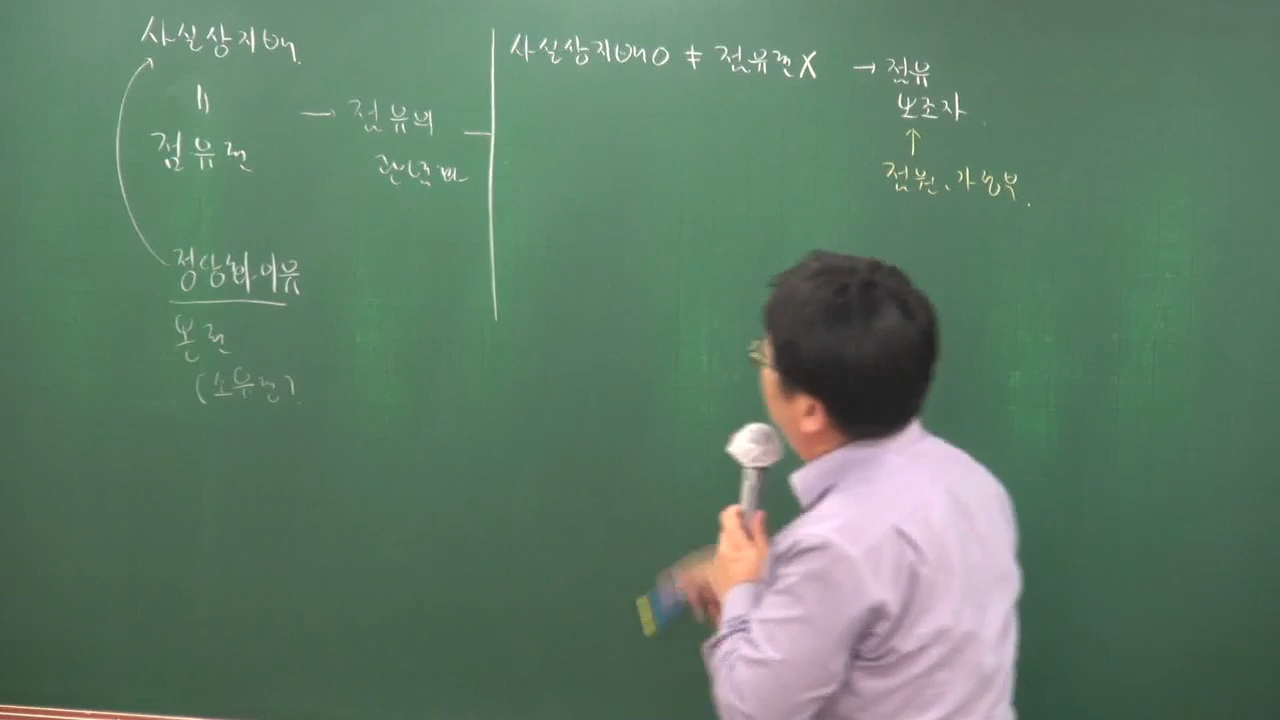 사실상지배
=
점유권
→ 점유의
관념화
정당화이유
본권
(소유권)
사실상지배O ≠ 점유권X → 점유
보조자
↑
점원, 가정부